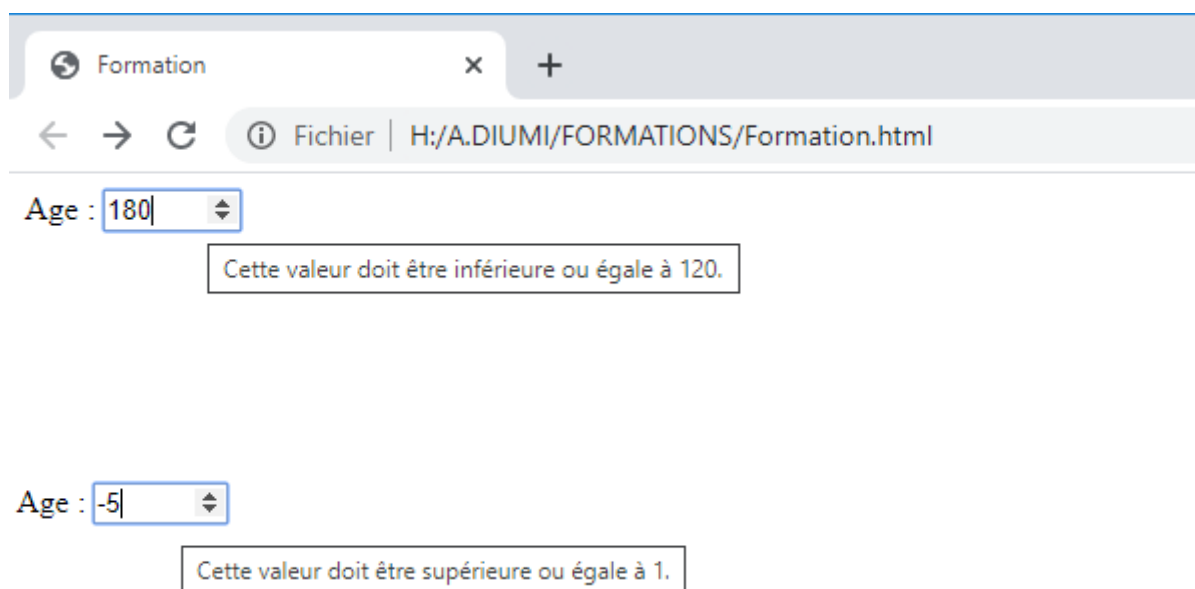 Formation
Fichier | H:/A.DIUMI/FORMATIONS/Formation.html
Age : 180
Cette valeur doit être inférieure ou égale à 120.
Age : -5
Cette valeur doit être supérieure ou égale à 1.